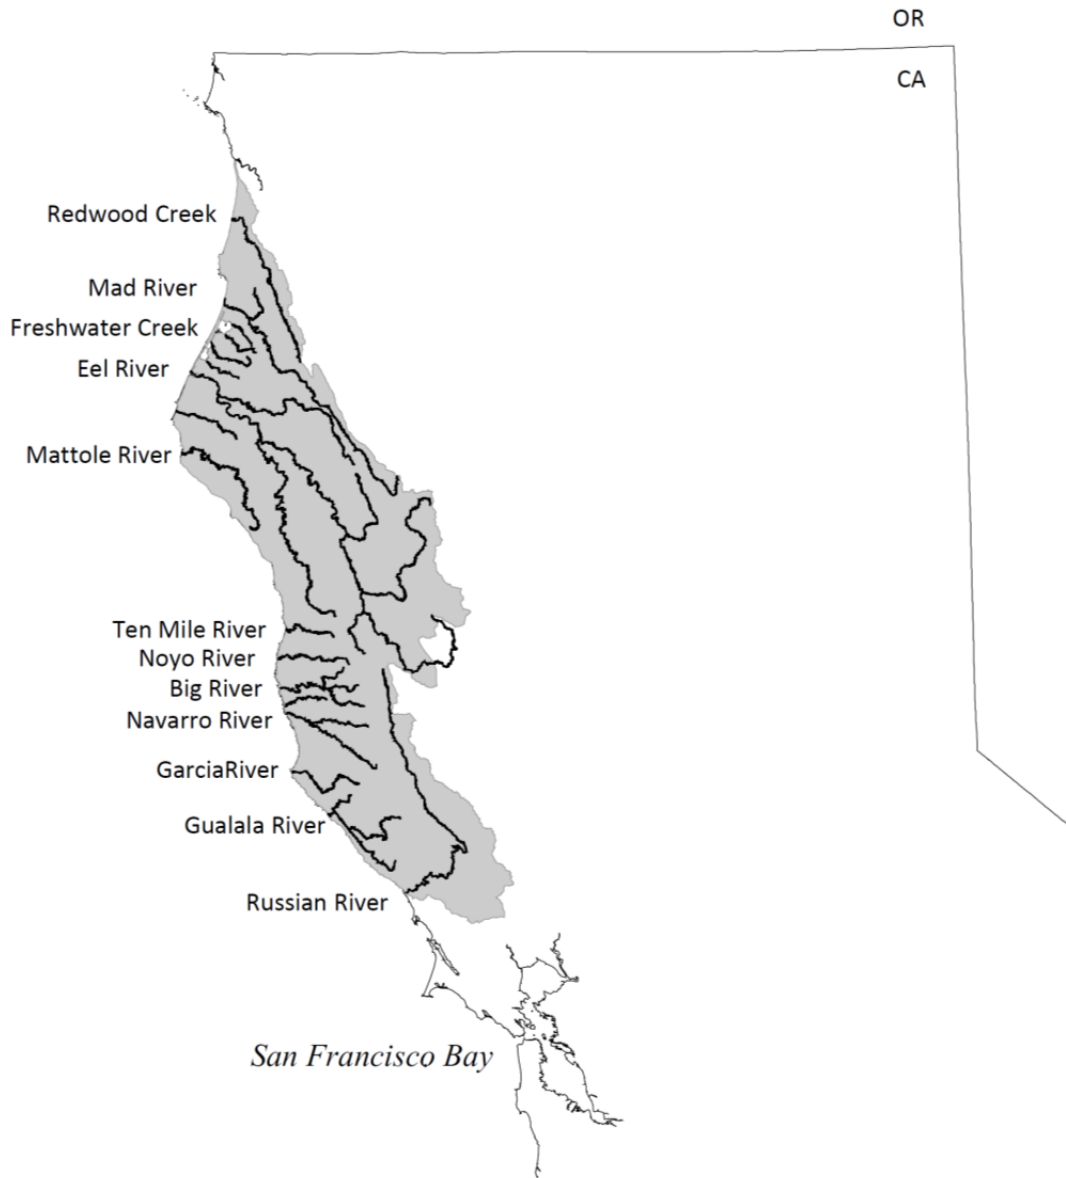 OR
CA
Redwood Creek
Mad River
Freshwater Creek
Eel River
Mattole River
Ten Mile River
Noyo River
Big River
Navarro River
GarciaRiver
Gualala River
Russian River
San Francisco Bay